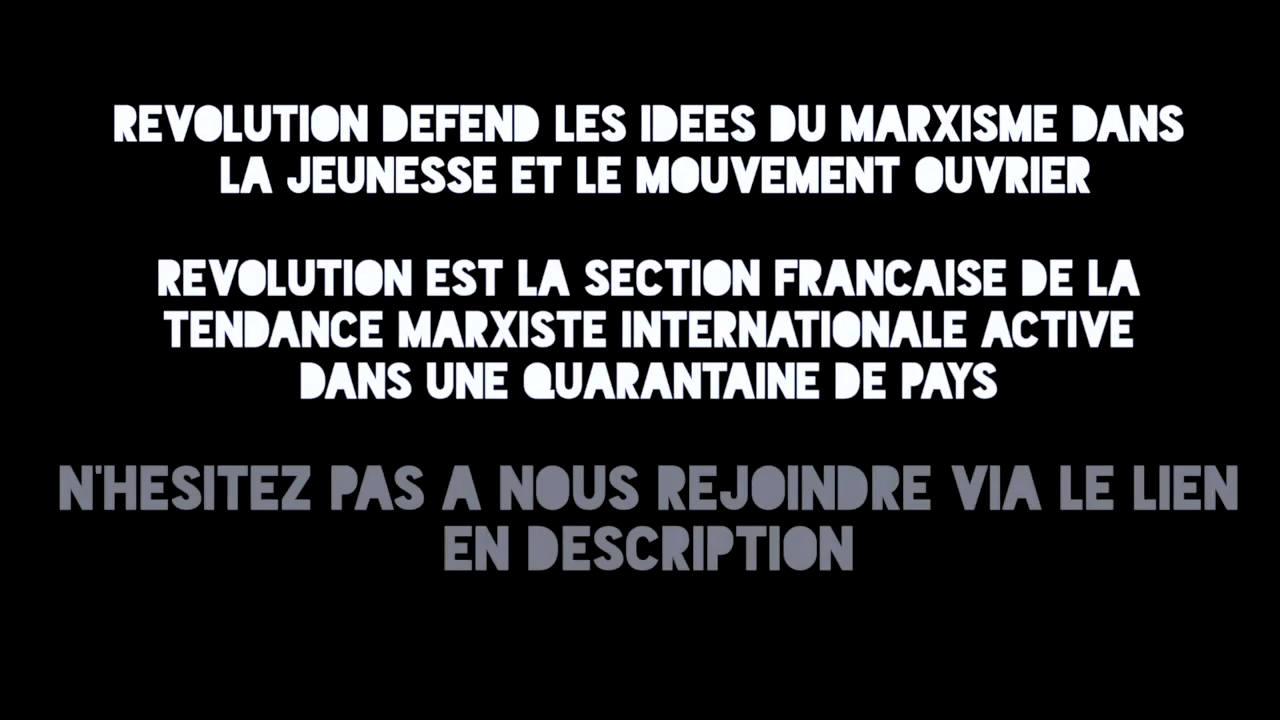 REVOLUTION DEFEND LES IDEES DU MARXISME DANS
LA JEUNESSE ET LE MOUVEMENT OUVRIER
REVOLUTION EST LA SECTION FRANCAISE DE LA
TENDANCE MARXISTE INTERNATIONALE ACTIVE
DANS UNE QUARANTAINE DE PAYS
N'HESITEZ PAS A NOUS REJOINDRE VIA LE LIEN
EN DESCRIPTION